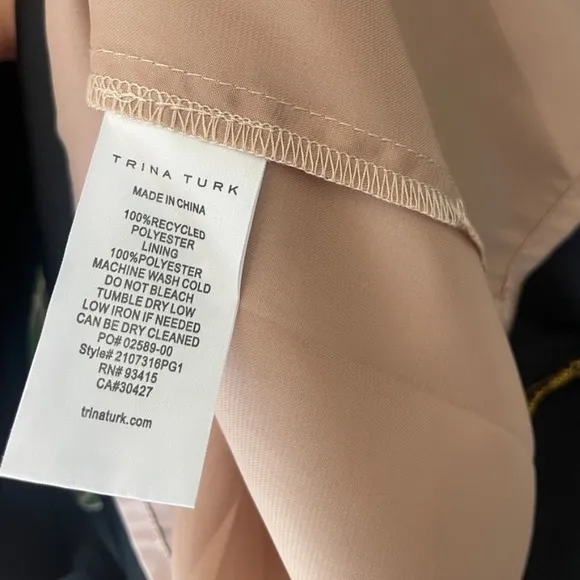 TRINA TURK
MADE IN CHINA
100%RECYCLED
POLYESTER
LINING
100%POLYESTER
MACHINE WASH COLD
DO NOT BLEACH
TUMBLE DRY LOW
LOW IRON IF NEEDED
CAN BE DRY CLEANED
PO# 02589-00
Style# 2107316PG1
RN# 93415
CA#30427
trinaturk.com